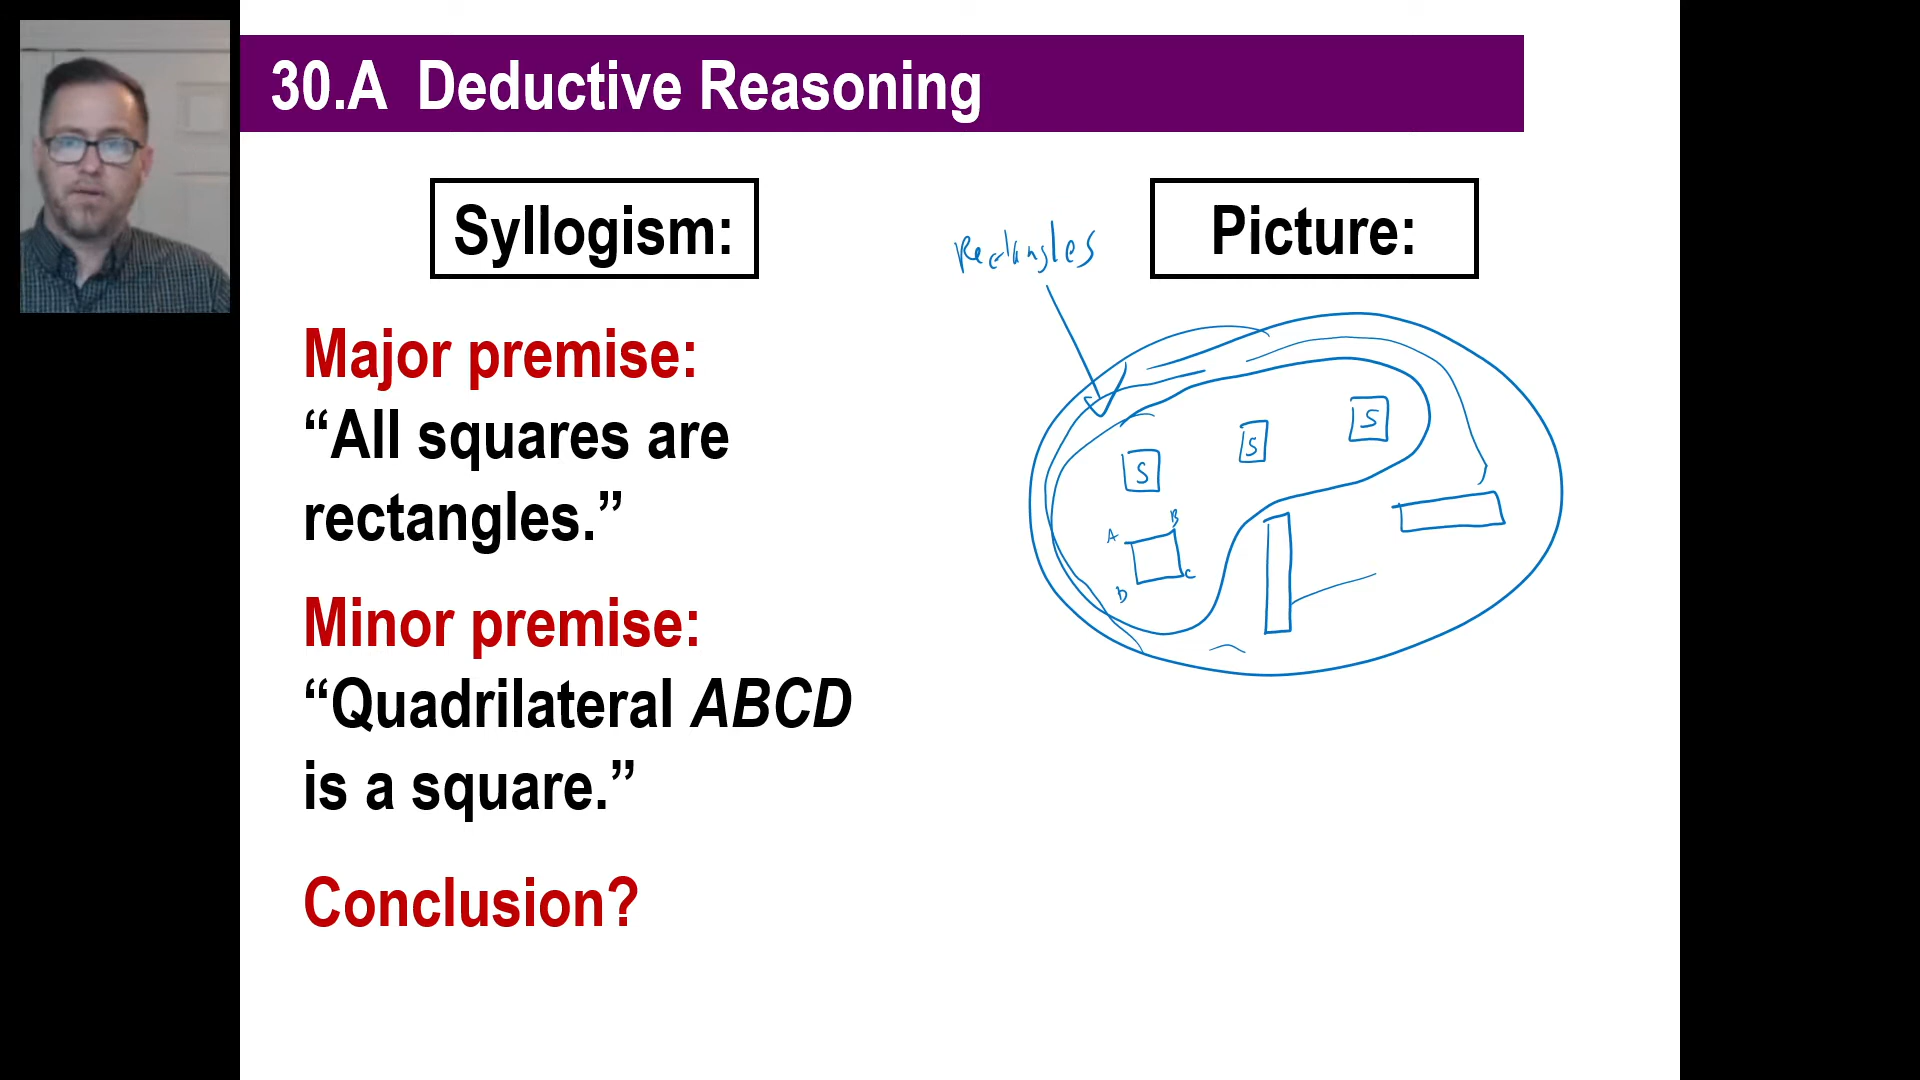 30.A Deductive Reasoning
Syllogism:
Major premise:
“All squares are
rectangles.”
Minor premise:
“Quadrilateral ABCD
is a square.”
Conclusion?
Picture:
Rectangles
S
S
S
A
B
C
D